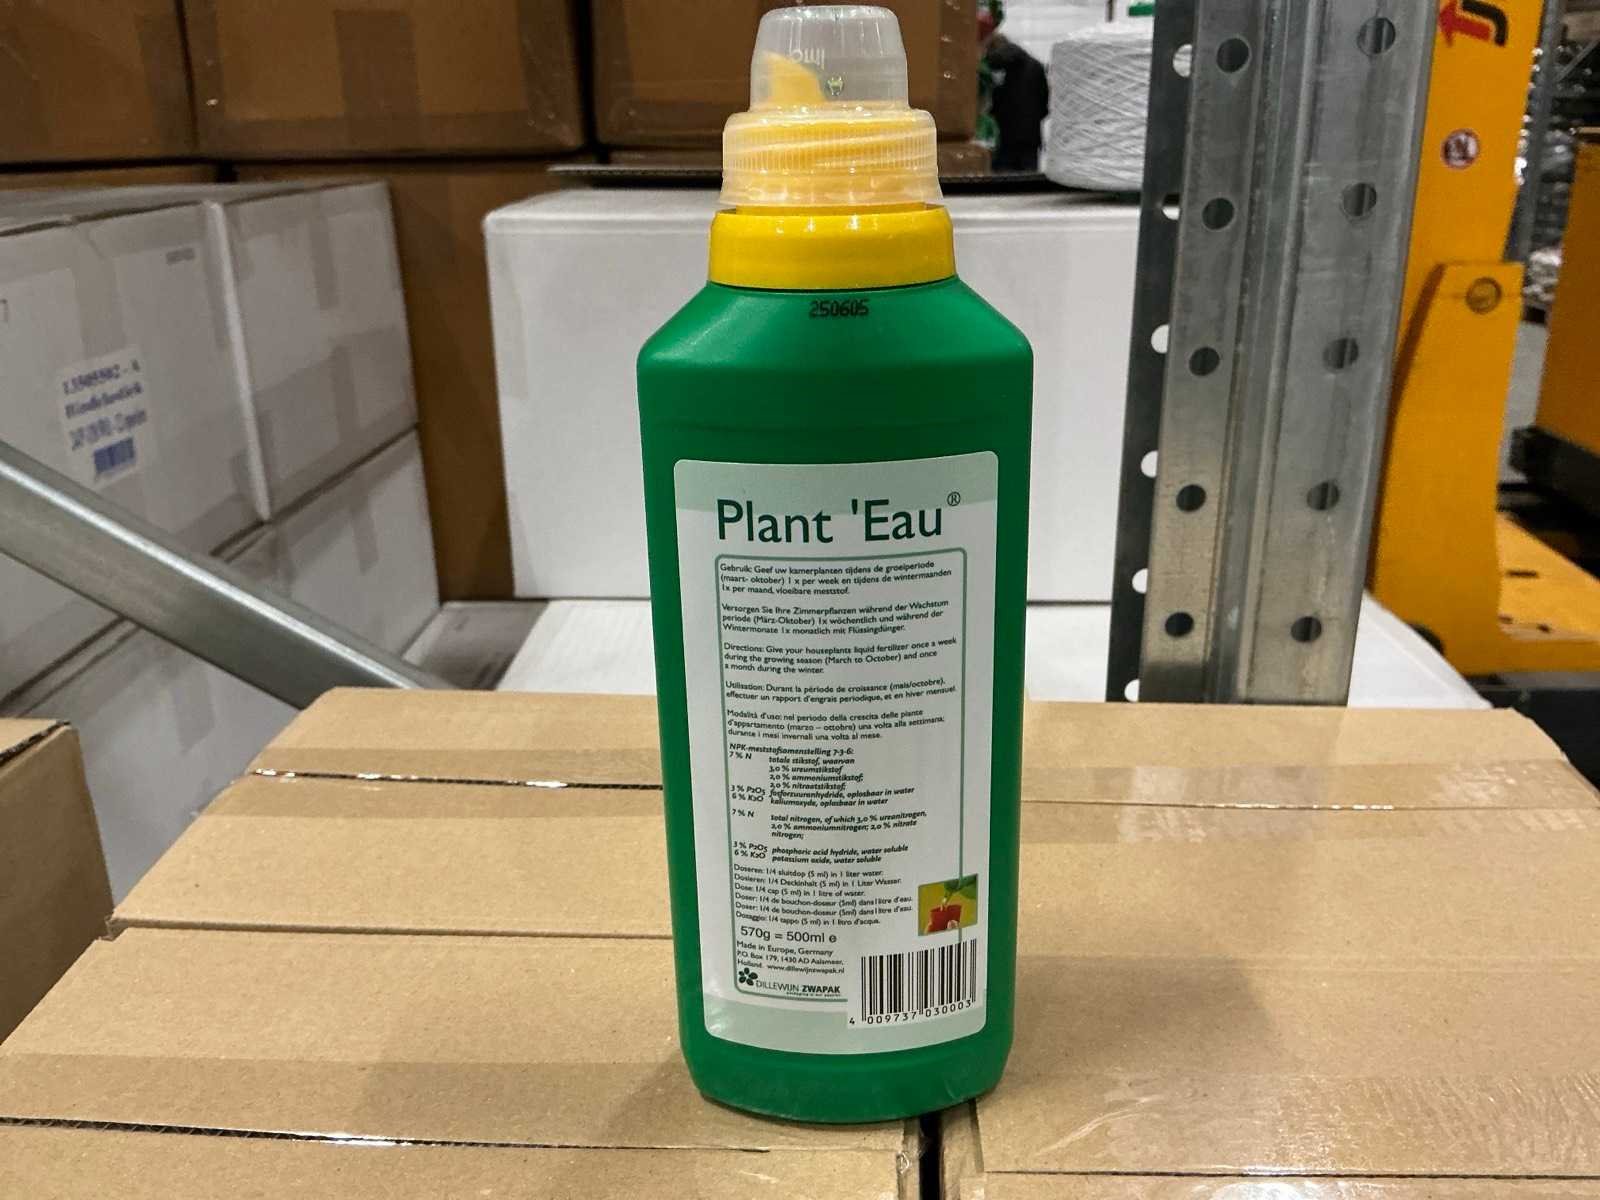 250605
Plant 'Eau®
Gebruik: Geef uw kamerplanten tijdens de groeiperiode
(maart- oktober) 1 x per week en tijdens de wintermaanden
1x per maand, vloeibare meststof.
Versorgen Sie Ihre Zimmerpflanzen während der Wachstum
periode (März-Oktober) 1x wöchentlich und während der
Wintermonate 1x monatlich mit Flüssingdünger.
Directions: Give your houseplants liquid fertilizer once a week
during the growing season (March to October) and once
a month during the winter.
Utilisation: Durant la période de croissance (mais/octobre),
effectuer un rapport d'engrais periodique, et en hiver mensuel.
Modalità d'uso: nel periodo della crescita delle piante
d'appartamento (marzo – ottobre) una volta alla settimana;
durante i mesi invernali una volta al mese.
NPK-meststofsamenstelling 7-3-6:
7 % N totale stikstof, waarvan
3,0 % ureumstikstof
2,0 % ammoniumstikstof;
2,0 % nitraatstikstof;
3 % P2O5 fosforzuuranhydride, oplosbaar in water
6 % K2O kaliumoxyde, oplosbaar in water
7 % N total nitrogen, of which 3,0 % ureanitrogen,
2,0 % ammoniumnitrogen; 2,0 % nitrate
nitrogen;
3 % P2O5 phosphoric acid hydride, water soluble
6 % K2O potassium oxide, water soluble
Doseren: 1/4 sluitdop (5 ml) in 1 liter water.
Dosieren: 1/4 Deckinhalt (5 ml) in 1 Liter Wasser.
Dose: 1/4 cap (5 ml) in 1 litre of water.
Doser: 1/4 de bouchon-doseur (5ml) dans l litre d'eau.
Doser: 1/4 de bouchon-doseur (5ml) dans l litre d'eau.
Dosaggio: 1/4 tappo (5 ml) in 1 litro d'acqua.
570g = 500ml e
Made in Europe, Germany
P.O. Box 179, 1430 AD Aalsmeer,
Holland. www.dillewijnzwapak.nl
DILLEWIJN ZWAPAK
4 009737 030003